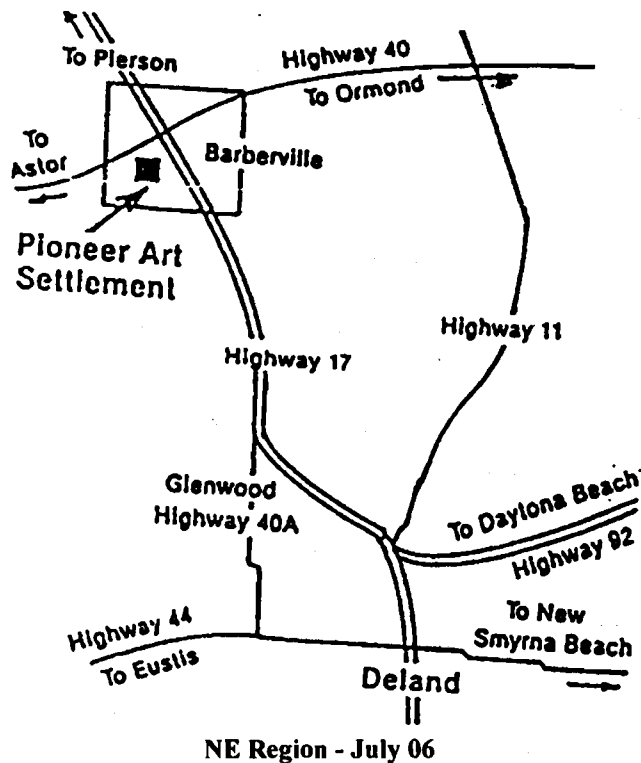 To Pierson
Highway 40
To Ormond
To
Astor
Barberville
Pioneer Art
Settlement
Highway 11
Highway 17
Glenwood
Highway 40A
To Daytona Beach
Highway 92
Highway 44
To Eustis
To New
Smyrna Beach
Deland
NE Region - July 06